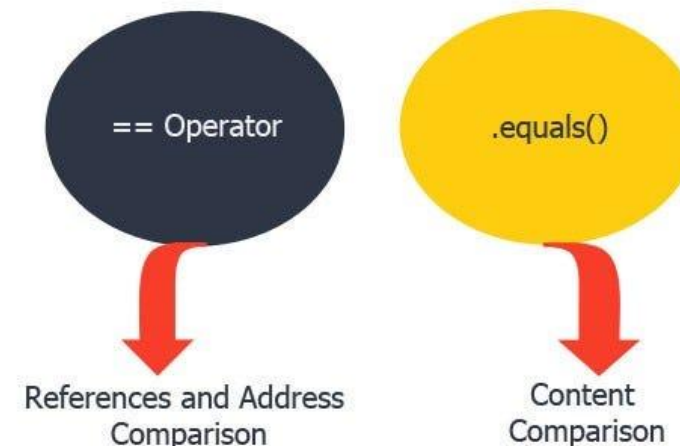 == Operator
.equals()
References and Address
Comparison
Content
Comparison